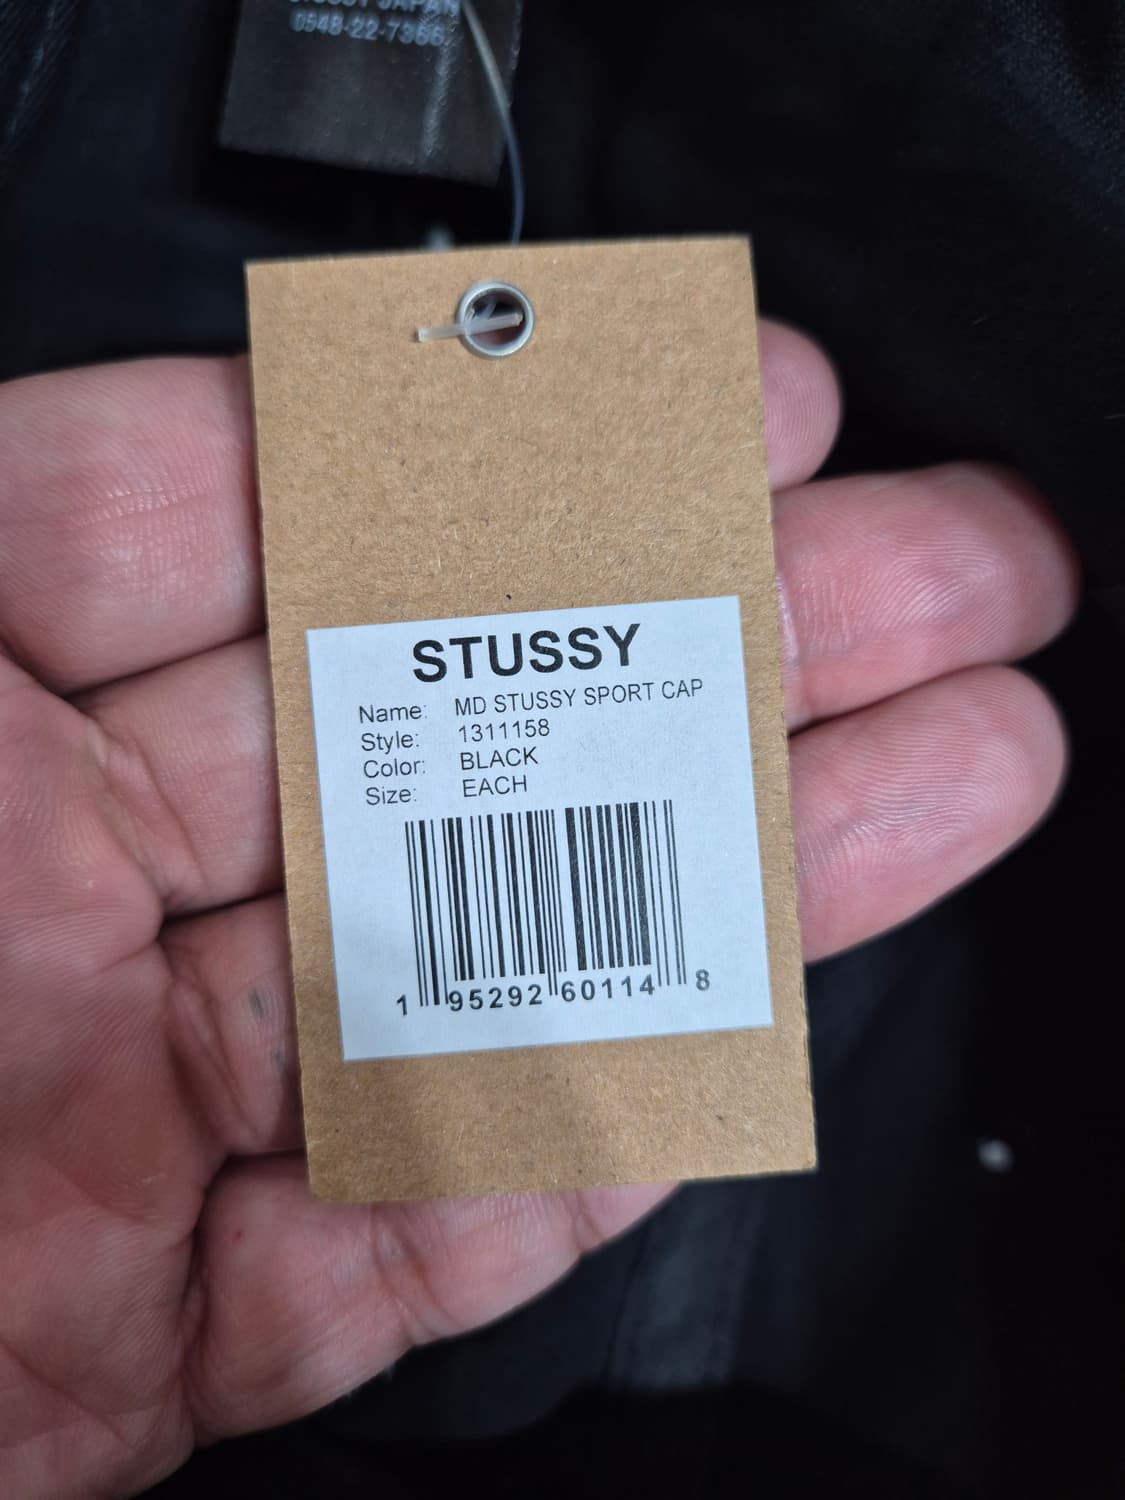 JAPAN
0548-22-7366
STUSSY
Name: MD STUSSY SPORT CAP
Style: 1311158
Color: BLACK
Size: EACH
1 95292 60114 8